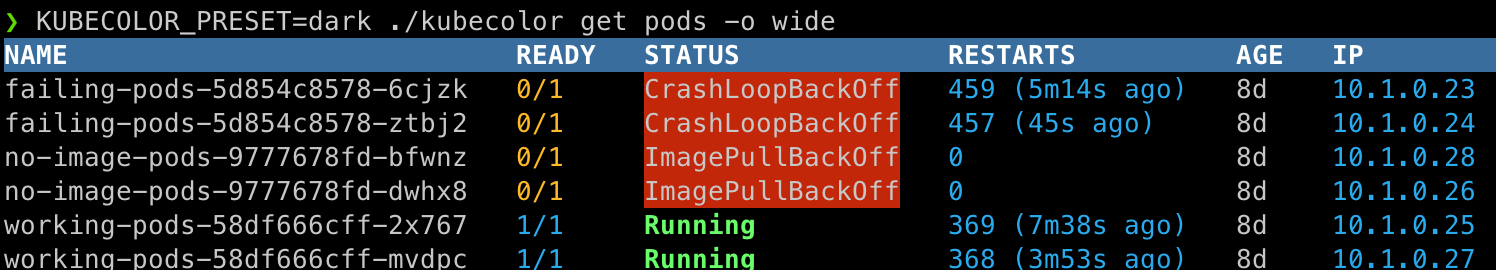 ❯ KUBECOLOR_PRESET=dark ./kubecolor get pods -o wide
NAME READY STATUS RESTARTS AGE IP
failing-pods-5d854c8578-6cjzk 0/1 CrashLoopBackOff 459 (5m14s ago) 8d 10.1.0.23
failing-pods-5d854c8578-ztbj2 0/1 CrashLoopBackOff 457 (45s ago) 8d 10.1.0.24
no-image-pods-9777678fd-bfwnz 0/1 ImagePullBackOff 0 8d 10.1.0.28
no-image-pods-9777678fd-dwhx8 0/1 ImagePullBackOff 0 8d 10.1.0.26
working-pods-58df666cff-2x767 1/1 Running 369 (7m38s ago) 8d 10.1.0.25
working-pods-58df666cff-mvdpc 1/1 Running 368 (3m53s ago) 8d 10.1.0.27